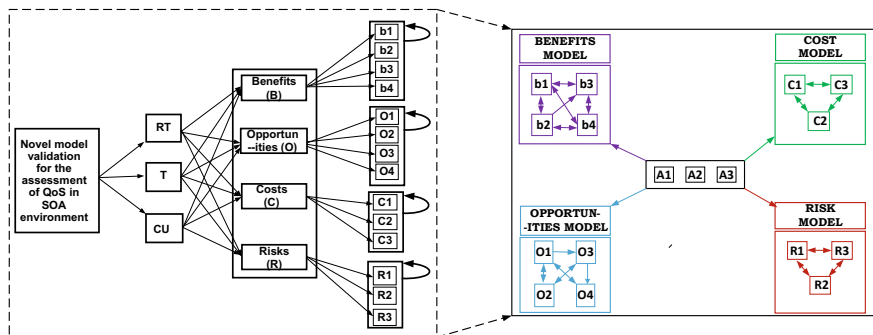 Novel model
validation
for the
assessment
of QoS in
SOA
environment
RT
T
CU
Benefits
(B)
Opportun
--ities (O)
Costs
(C)
Risks
(R)
b1
b2
b3
b4
O1
O2
O3
O4
C1
C2
C3
R1
R2
R3
BENEFITS
MODEL
b1 b3
b2 b4
COST
MODEL
C1 C3
C2
A1 A2 A3
OPPORTUN-
-ITIES MODEL
O1 O3
O2 O4
RISK
MODEL
R1 R3
R2